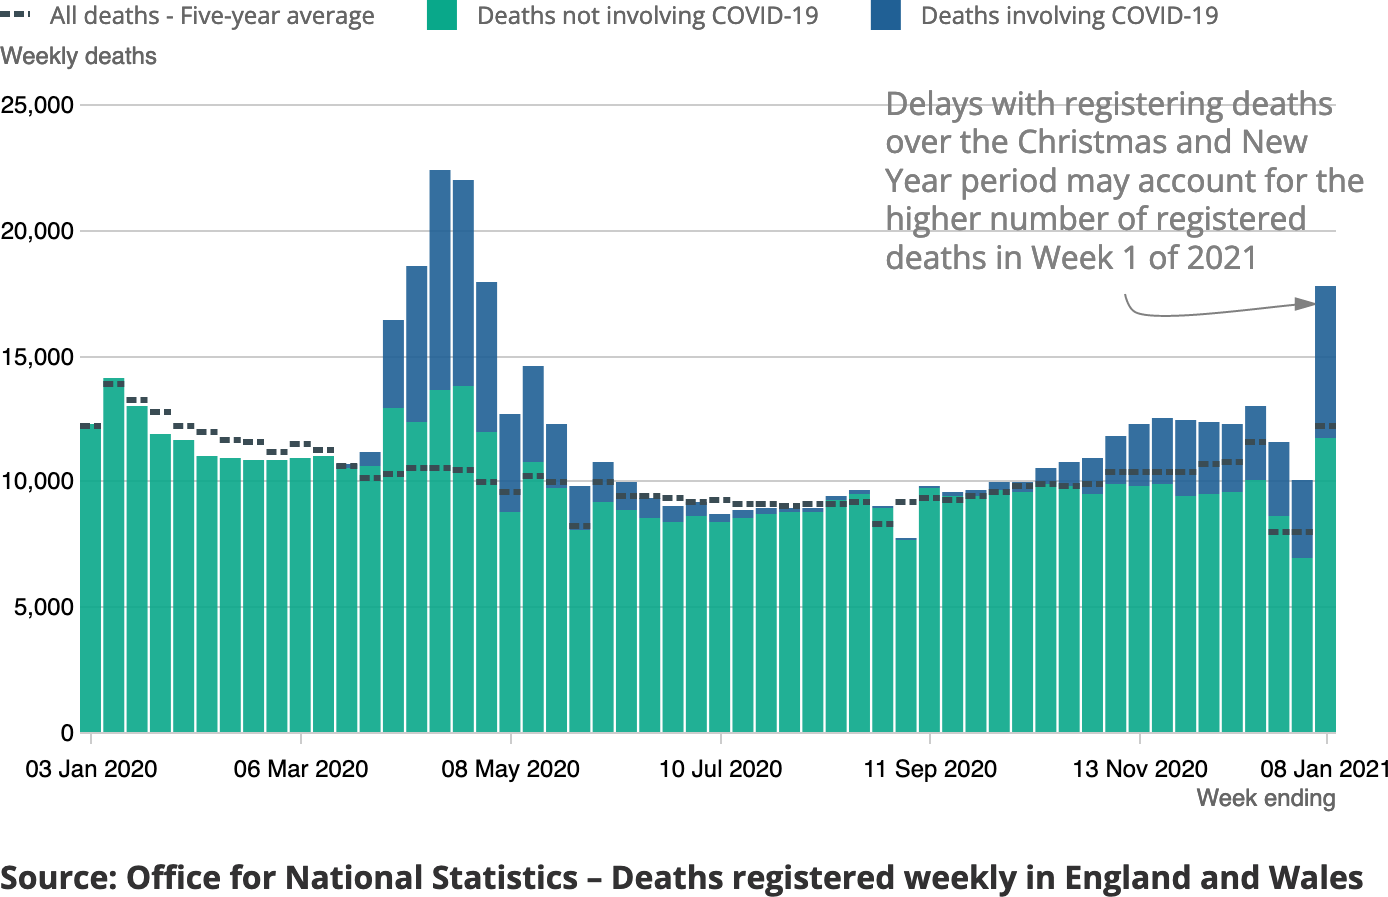 All deaths - Five-year average
Deaths not involving COVID-19
Deaths involving COVID-19
Weekly deaths
25,000
20,000
15,000
10,000
5,000
0
Delays with registering deaths
over the Christmas and New
Year period may account for the
higher number of registered
deaths in Week 1 of 2021
03 Jan 2020
06 Mar 2020
08 May 2020
10 Jul 2020
11 Sep 2020
13 Nov 2020
08 Jan 2021
Week ending
Source: Office for National Statistics – Deaths registered weekly in England and Wales